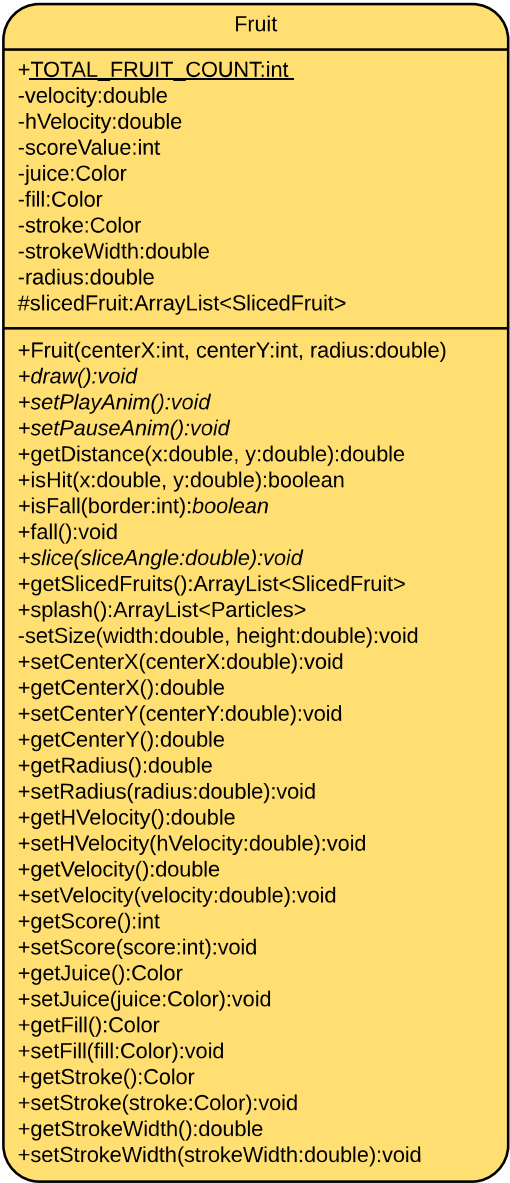 Fruit
+TOTAL_FRUIT_COUNT:int
-velocity:double
-hVelocity:double
-scoreValue:int
-juice:Color
-fill:Color
-stroke:Color
-strokeWidth:double
-radius:double
#slicedFruit:ArrayList<SlicedFruit>
+Fruit(centerX:int, centerY:int, radius:double)
+draw():void
+setPlayAnim():void
+setPauseAnim():void
+getDistance(x:double, y:double):double
+isHit(x:double, y:double):boolean
+isFall(border:int):boolean
+fall():void
+slice(sliceAngle:double):void
+getSlicedFruits():ArrayList<SlicedFruit>
+splash():ArrayList<Particles>
-setSize(width:double, height:double):void
+setCenterX(centerX:double):void
+getCenterX():double
+setCenterY(centerY:double):void
+getCenterY():double
+getRadius():double
+setRadius(radius:double):void
+getHVelocity():double
+setHVelocity(hVelocity:double):void
+getVelocity():double
+setVelocity(velocity:double):void
+getScore():int
+setScore(score:int):void
+getJuice():Color
+setJuice(juice:Color):void
+getFill():Color
+setFill(fill:Color):void
+getStroke():Color
+setStroke(stroke:Color):void
+getStrokeWidth():double
+setStrokeWidth(strokeWidth:double):void